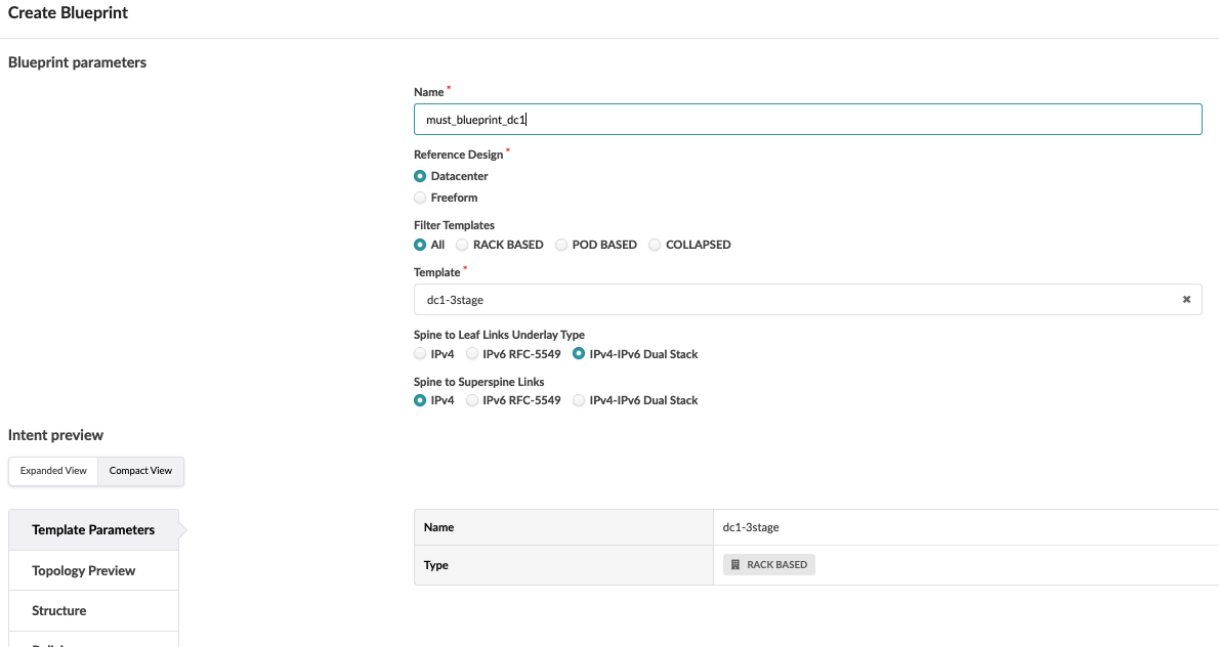 Create Blueprint
Blueprint parameters
Name *
must_blueprint_dc1
Reference Design *
Datacenter
Freeform
Filter Templates
All RACK BASED POD BASED COLLAPSED
Template *
dc1-3stage
Spine to Leaf Links Underlay Type
IPv4 IPv6 RFC-5549 IPv4-IPv6 Dual Stack
Spine to Superspine Links
IPv4 IPv6 RFC-5549 IPv4-IPv6 Dual Stack
Intent preview
Expanded View Compact View
Template Parameters
Topology Preview
Structure
Name dc1-3stage
Type RACK BASED